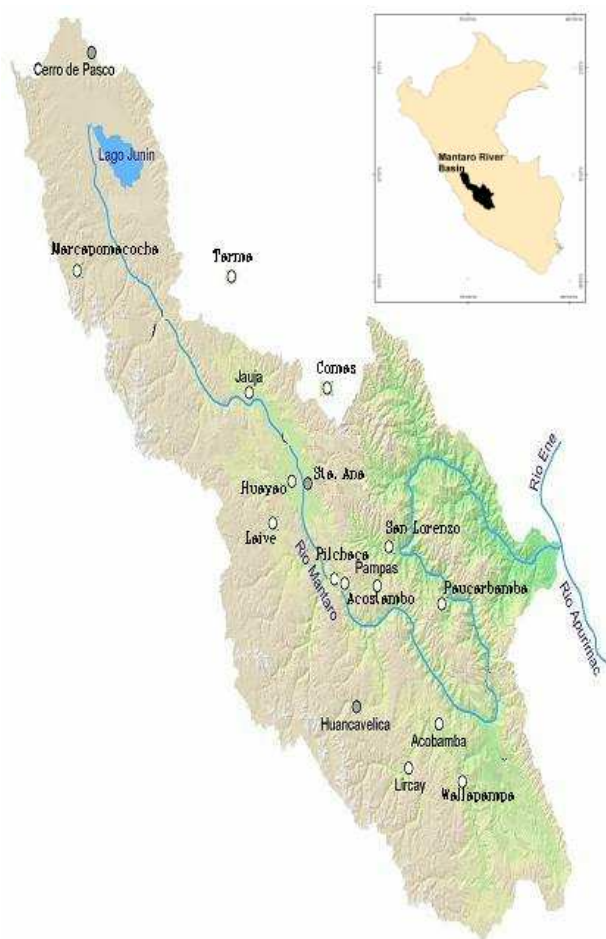 Cerro de Pasco
Lago Junín
Mantaro River
Basin
Marcapomacocha
Tarma
Jauja
Comas
Huayao
Sta. Ana
Laive
Río Mantaro
San Lorenzo
Pilchaca
Pampas
Acostambo
Paucarbamba
Río Ene
Río Apurimac
Huancavelica
Acobamba
Lircay
Wallapampa